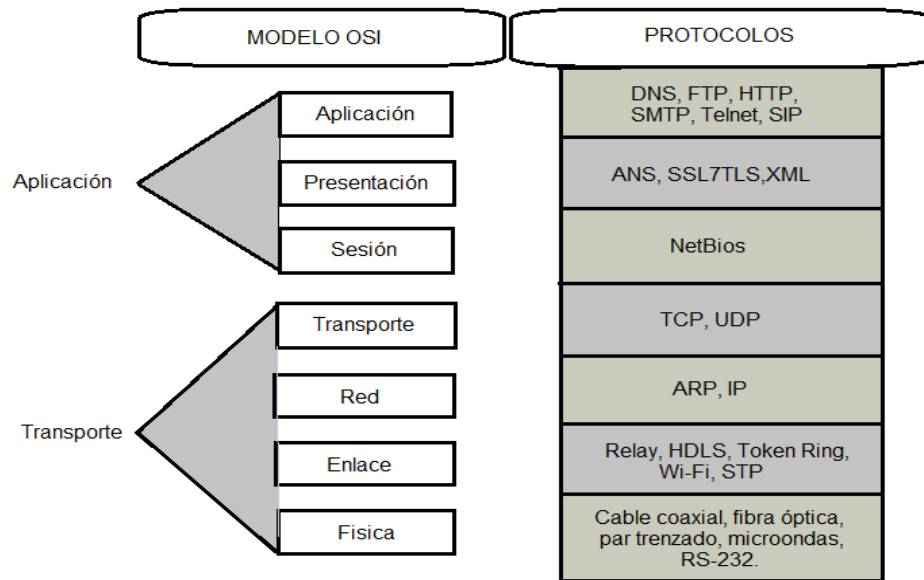 MODELO OSI
PROTOCOLOS
Aplicación
Aplicación
Presentación
Sesión
DNS, FTP, HTTP,
SMTP, Telnet, SIP
ANS, SSL7TLS,XML
NetBios
Transporte
Transporte
Red
Enlace
Fisica
TCP, UDP
ARP, IP
Relay, HDLS, Token Ring,
Wi-Fi, STP
Cable coaxial, fibra óptica,
par trenzado, microondas,
RS-232.